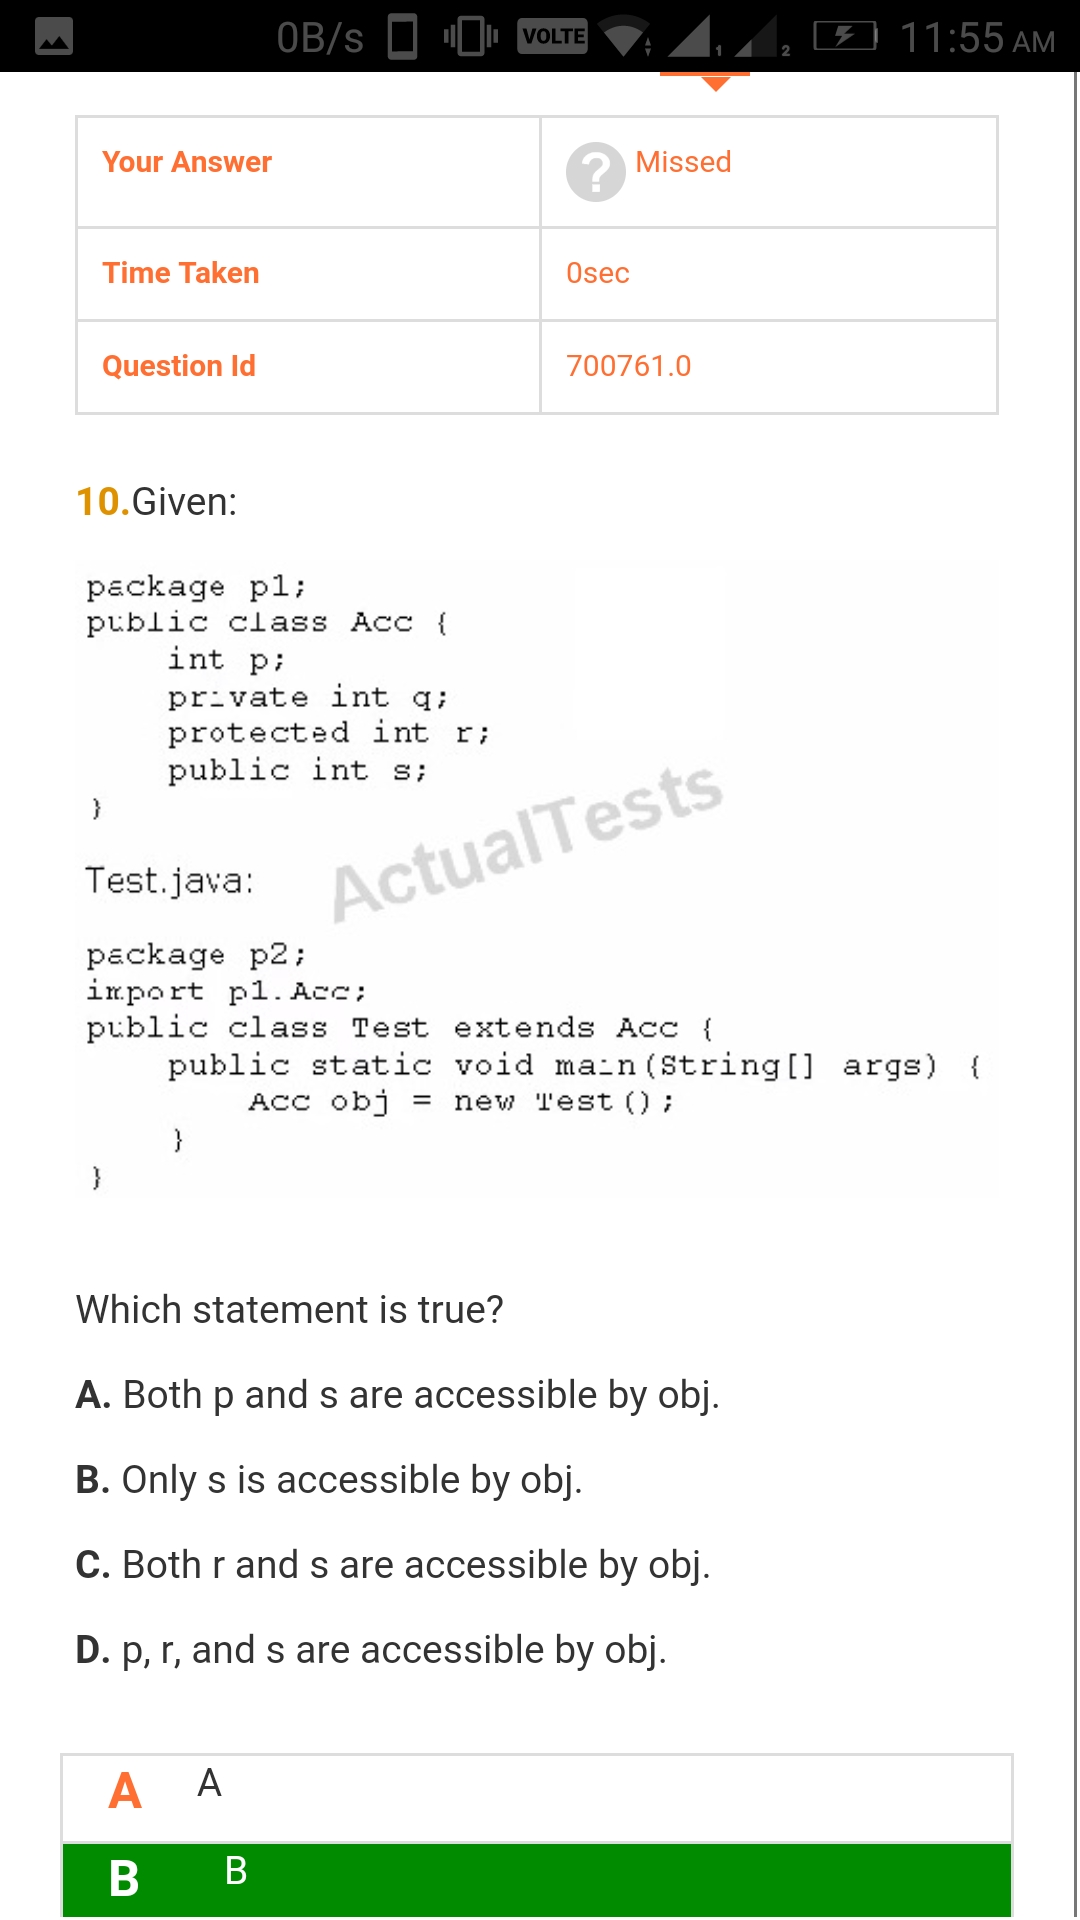 0B/s VOLTE 1 2 11:55 AM
Your Answer ? Missed
Time Taken 0sec
Question Id 700761.0
10.Given:
package p1;
public class Acc {
int p;
private int q;
protected int r;
public int s;
}
ActualTests
Test.java:
package p2;
import p1.Acc;
public class Test extends Acc {
public static void main(String[] args) {
Acc obj = new Test();
}
}
Which statement is true?
A. Both p and s are accessible by obj.
B. Only s is accessible by obj.
C. Both r and s are accessible by obj.
D. p, r, and s are accessible by obj.
A A
B B